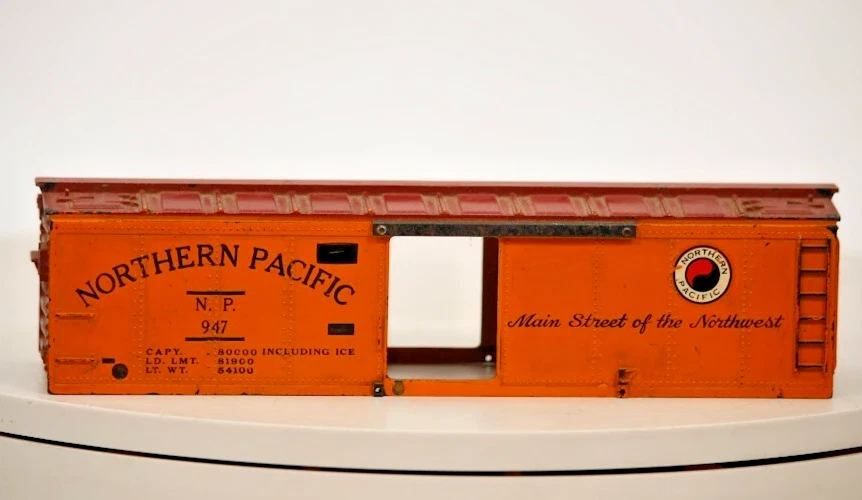 NORTHERN PACIFIC
N. P.
947
CAPY. . 80000 INCLUDING ICE
LD. LMT. 81900
LT. WT. 54100
NORTHERN
PACIFIC
Main Street of the Northwest